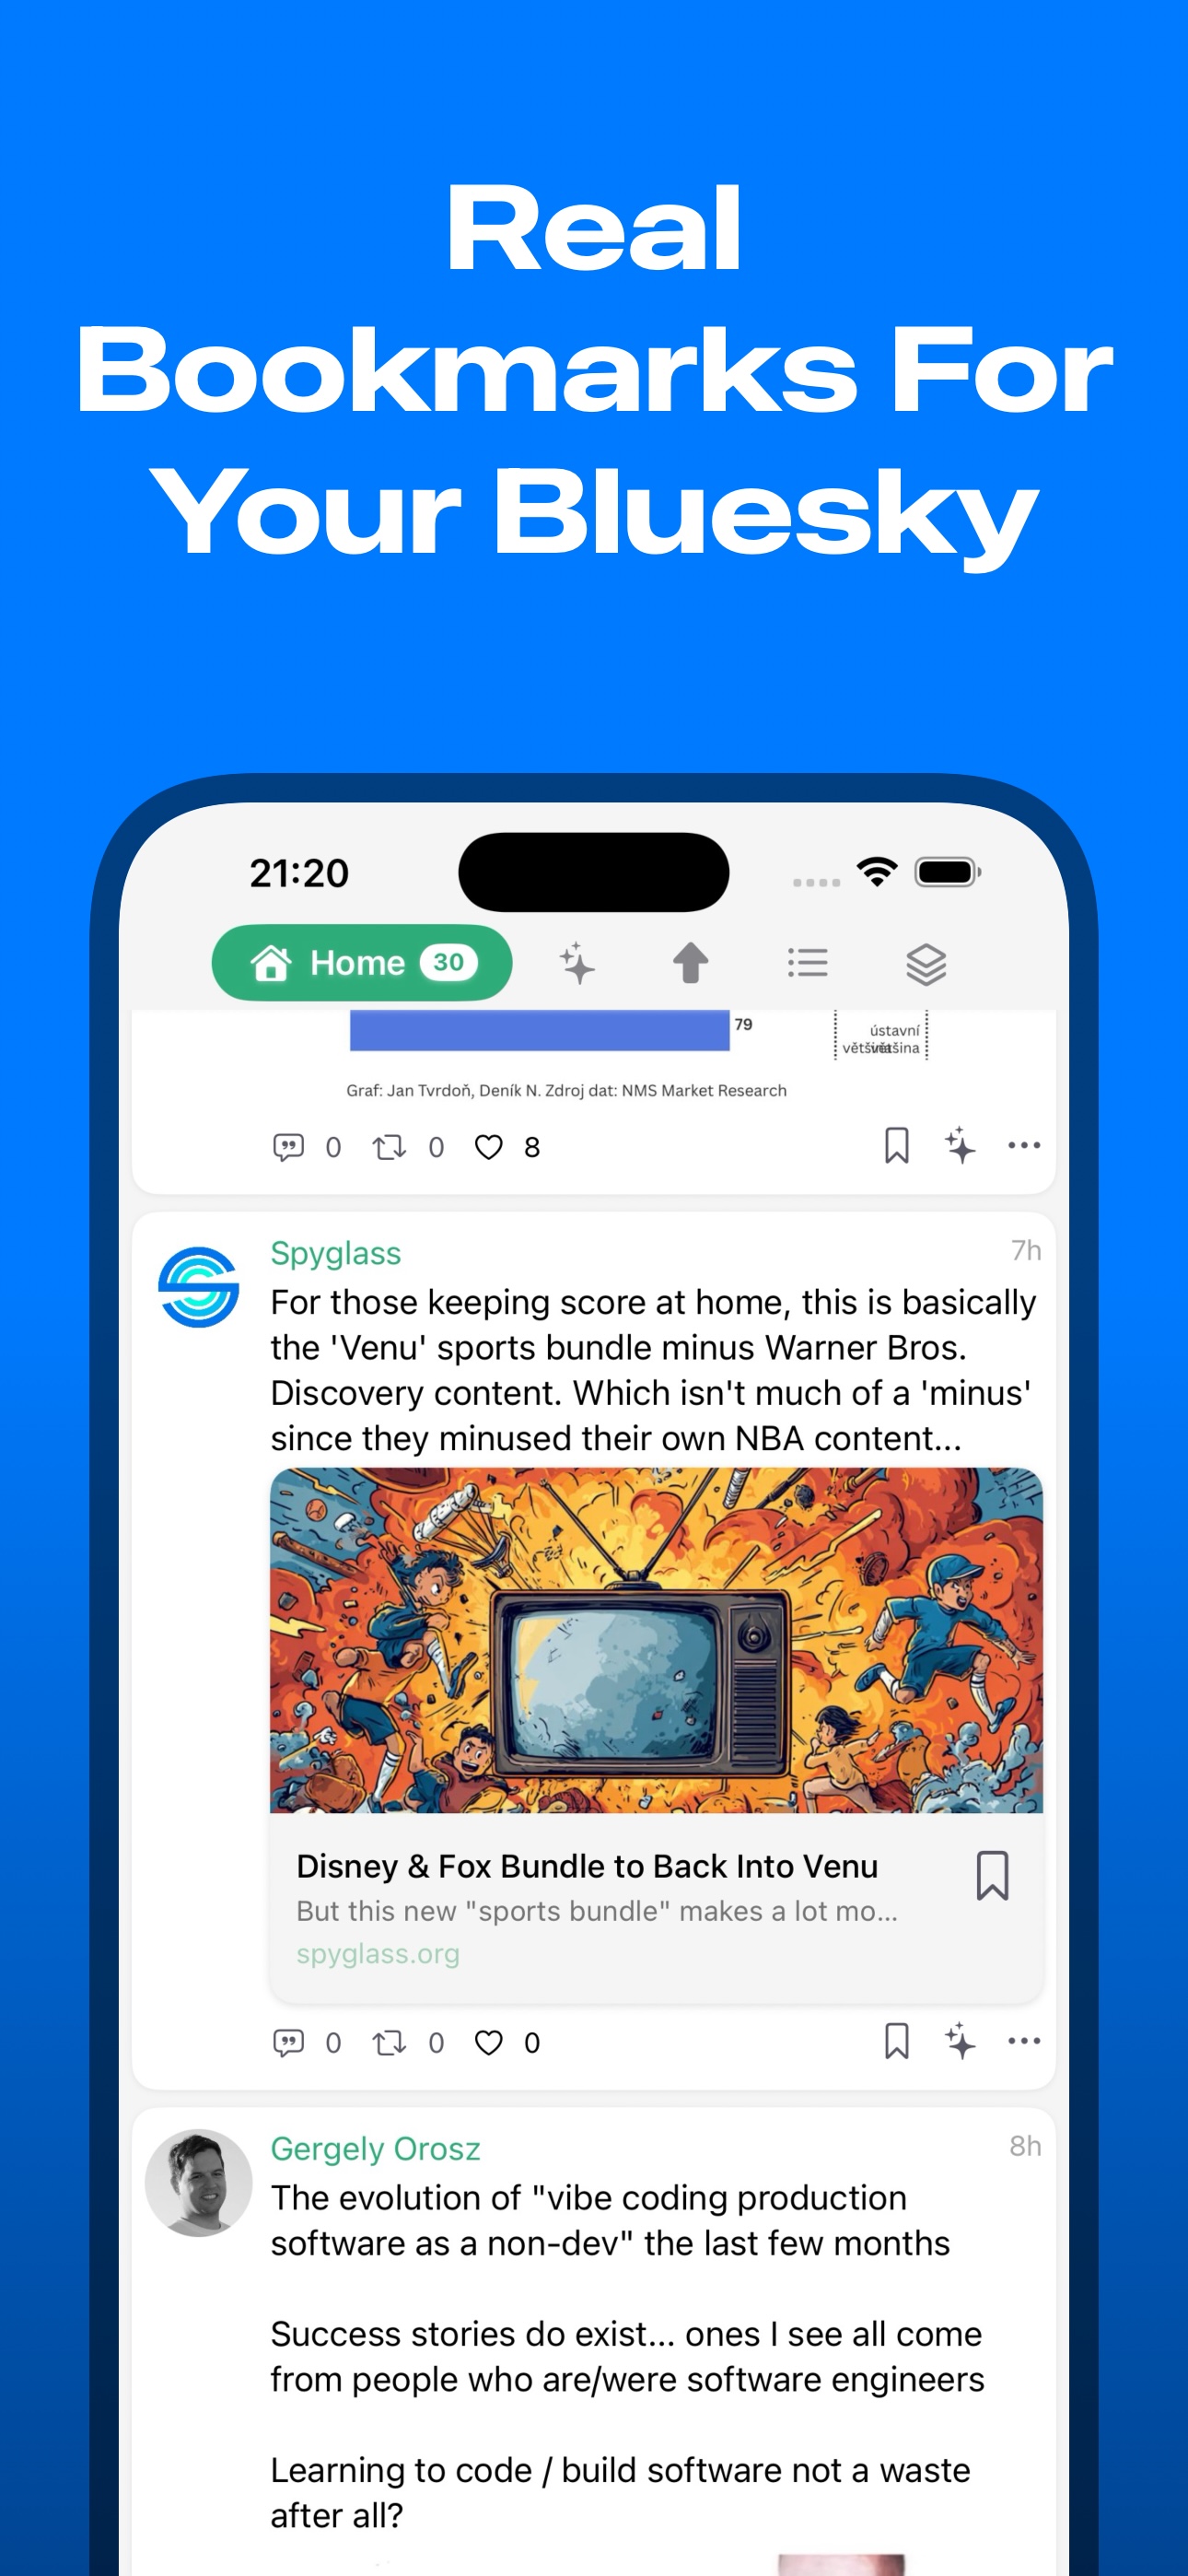 Real
Bookmarks For
Your Bluesky
21:20
Home 30
79
ústavní
většina většina
Graf: Jan Tvrdoň, Deník N. Zdroj dat: NMS Market Research
0 0 8
Spyglass 7h
For those keeping score at home, this is basically
the 'Venu' sports bundle minus Warner Bros.
Discovery content. Which isn't much of a 'minus'
since they minused their own NBA content...
Disney & Fox Bundle to Back Into Venu
But this new "sports bundle" makes a lot mo...
spyglass.org
0 0 0
Gergely Orosz 8h
The evolution of "vibe coding production
software as a non-dev" the last few months
Success stories do exist... ones I see all come
from people who are/were software engineers
Learning to code / build software not a waste
after all?